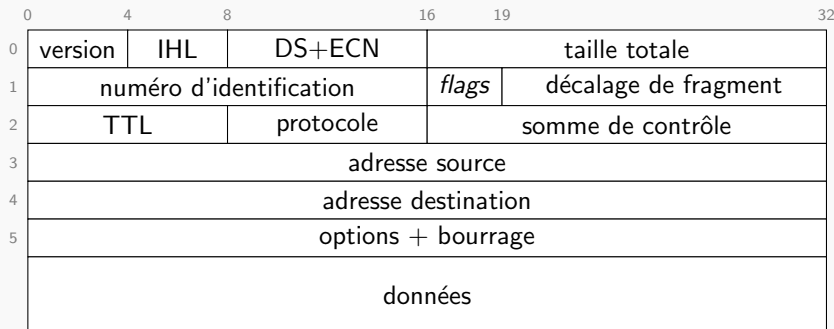 0 4 8 16 19 32
0 version IHL DS+ECN taille totale
1 numéro d'identification flags décalage de fragment
2 TTL protocole somme de contrôle
3 adresse source
4 adresse destination
5 options + bourrage
données